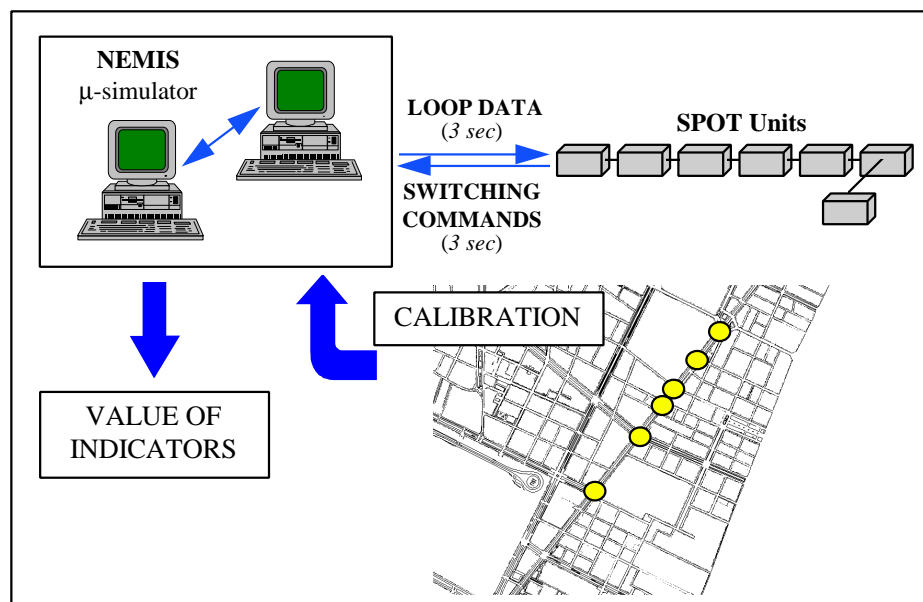 NEMIS
μ-simulator
LOOP DATA
(3 sec)
SWITCHING
COMMANDS
(3 sec)
SPOT Units
CALIBRATION
VALUE OF
INDICATORS